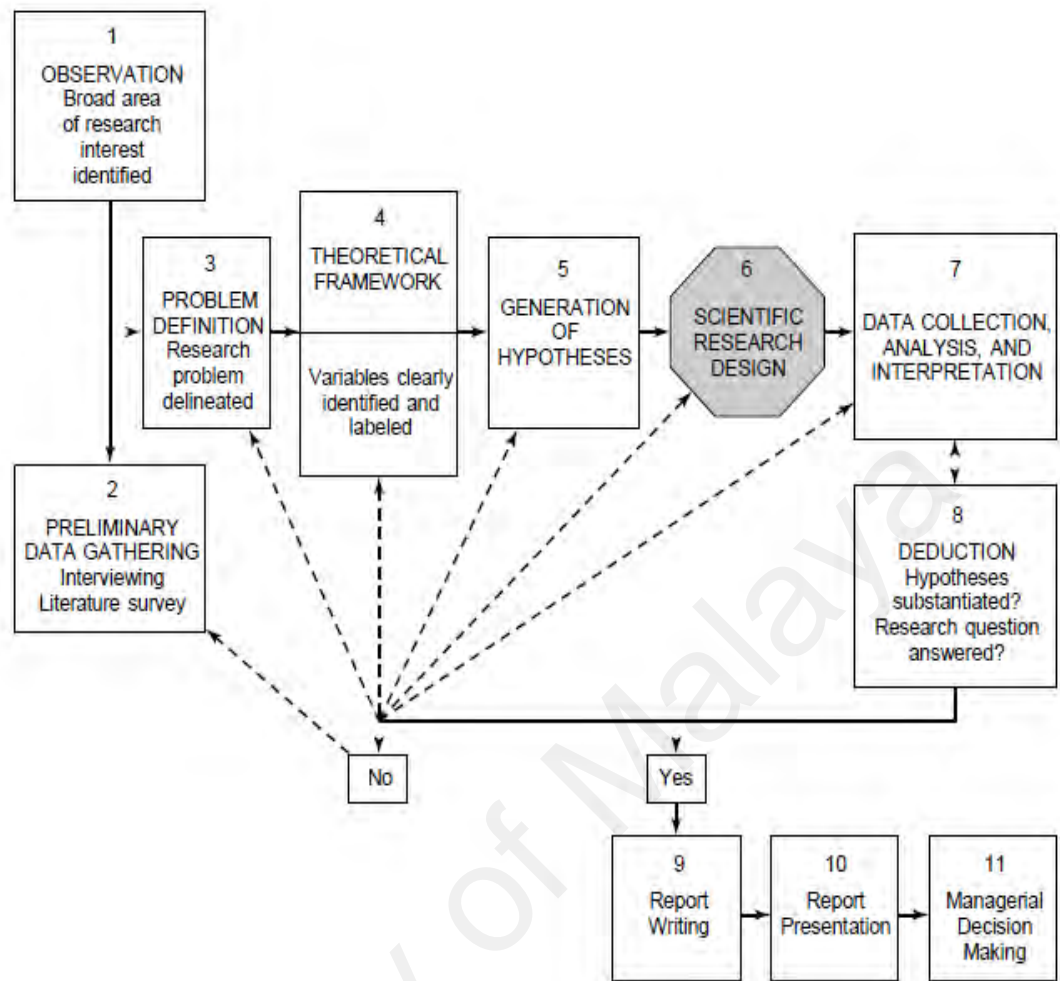 1
OBSERVATION
Broad area
of research
interest
identified
2
PRELIMINARY
DATA GATHERING
Interviewing
Literature survey
3
PROBLEM
DEFINITION
Research
problem
delineated
4
THEORETICAL
FRAMEWORK
Variables clearly
identified and
labeled
5
GENERATION
OF
HYPOTHESES
6
SCIENTIFIC
RESEARCH
DESIGN
7
DATA COLLECTION,
ANALYSIS, AND
INTERPRETATION
8
DEDUCTION
Hypotheses
substantiated?
Research question
answered?
No
Yes
9
Report
Writing
10
Report
Presentation
11
Managerial
Decision
Making
of Malaya